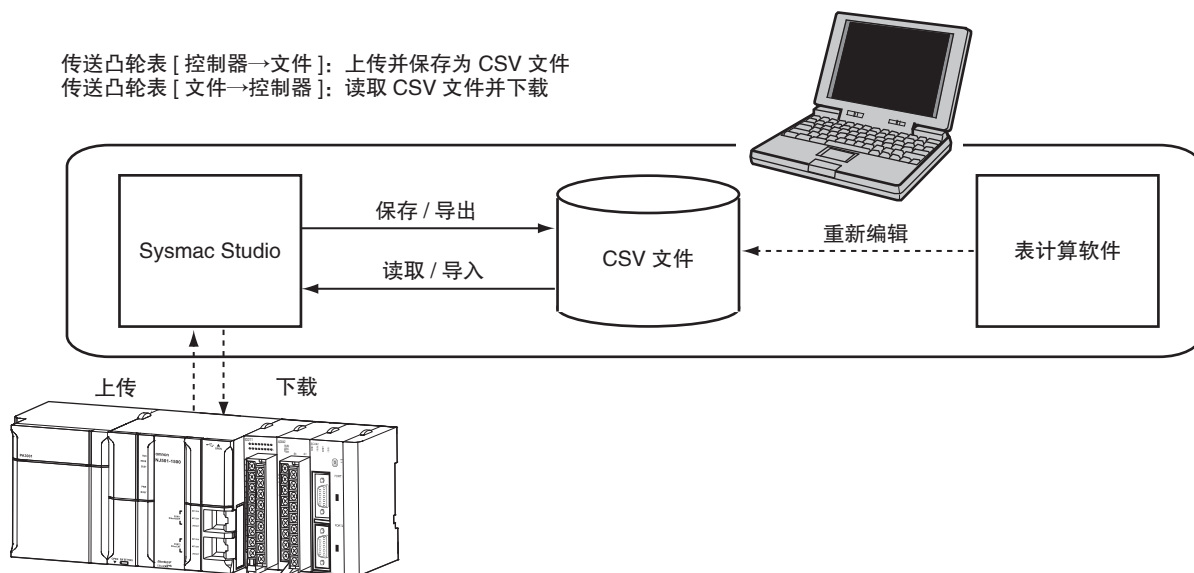 传送凸轮表 [ 控制器→文件 ]：上传并保存为 CSV 文件
传送凸轮表 [ 文件→控制器 ]：读取 CSV 文件并下载
Sysmac Studio
保存 / 导出
读取 / 导入
CSV 文件
重新编辑
表计算软件
上传
下载